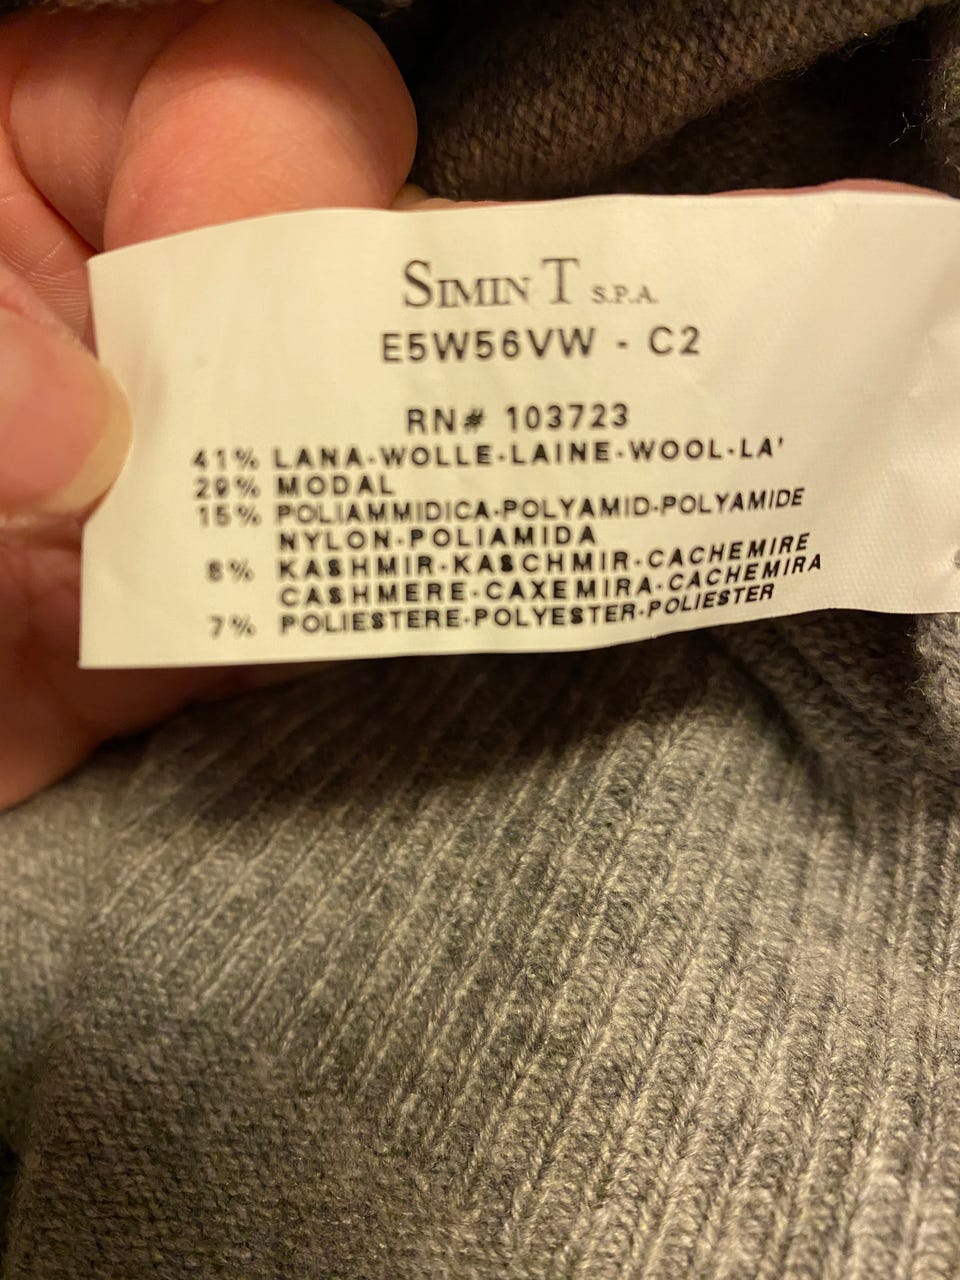 SIMIN T S.P.A.
E5W56VW - C2
RN# 103723
41% LANA-WOLLE-LAINE-WOOL-LA'
29% MODAL
15% POLIAMMIDICA-POLYAMID-POLYAMIDE
NYLON-POLIAMIDA
8% KASHMIR-KASCHMIR-CACHEMIRE
CASHMERE-CAXEMIRA-CACHEMIRA
7% POLIESTERE-POLYESTER-POLIESTER